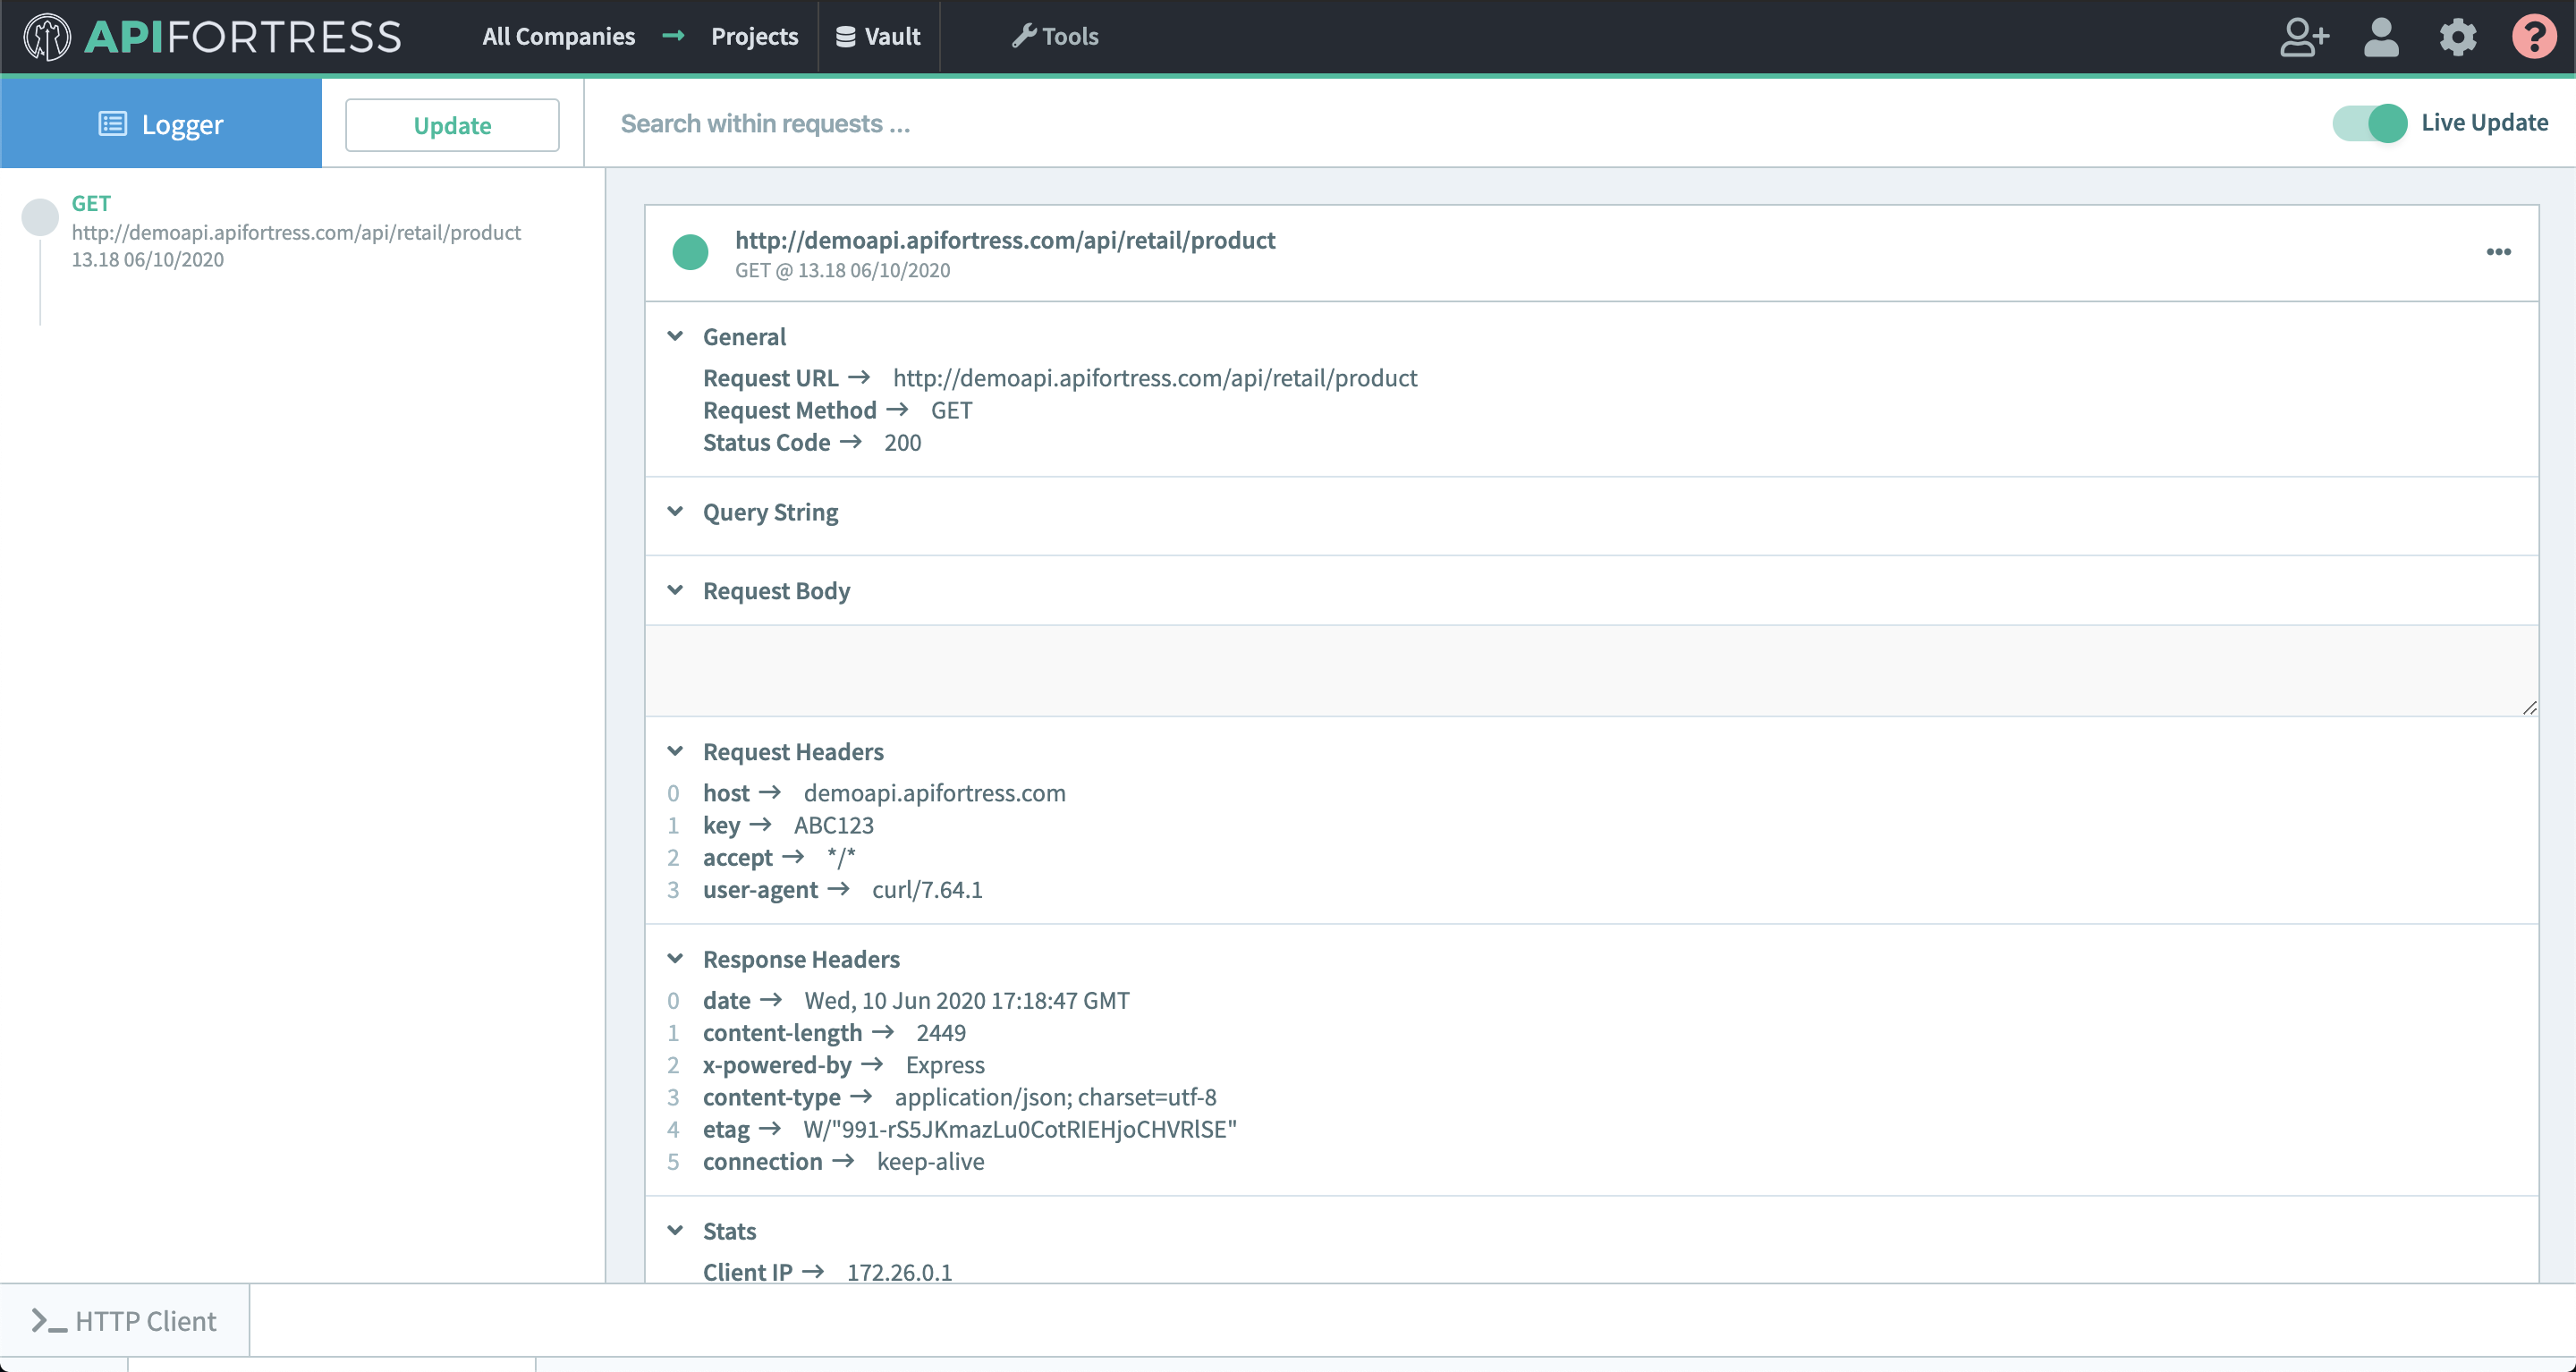 APIFORTRESS
All Companies → Projects
Vault
Tools
?
Logger
Update
Search within requests ...
Live Update
GET
http://demoapi.apifortress.com/api/retail/product
13.18 06/10/2020
http://demoapi.apifortress.com/api/retail/product
GET @ 13.18 06/10/2020
General
Request URL → http://demoapi.apifortress.com/api/retail/product
Request Method → GET
Status Code → 200
Query String
Request Body
Request Headers
0 host → demoapi.apifortress.com
1 key → ABC123
2 accept → */*
3 user-agent → curl/7.64.1
Response Headers
0 date → Wed, 10 Jun 2020 17:18:47 GMT
1 content-length → 2449
2 x-powered-by → Express
3 content-type → application/json; charset=utf-8
4 etag → W/"991-rS5JKmazLu0CotRIEHjoCHVRlSE"
5 connection → keep-alive
Stats
Client IP → 172.26.0.1
HTTP Client